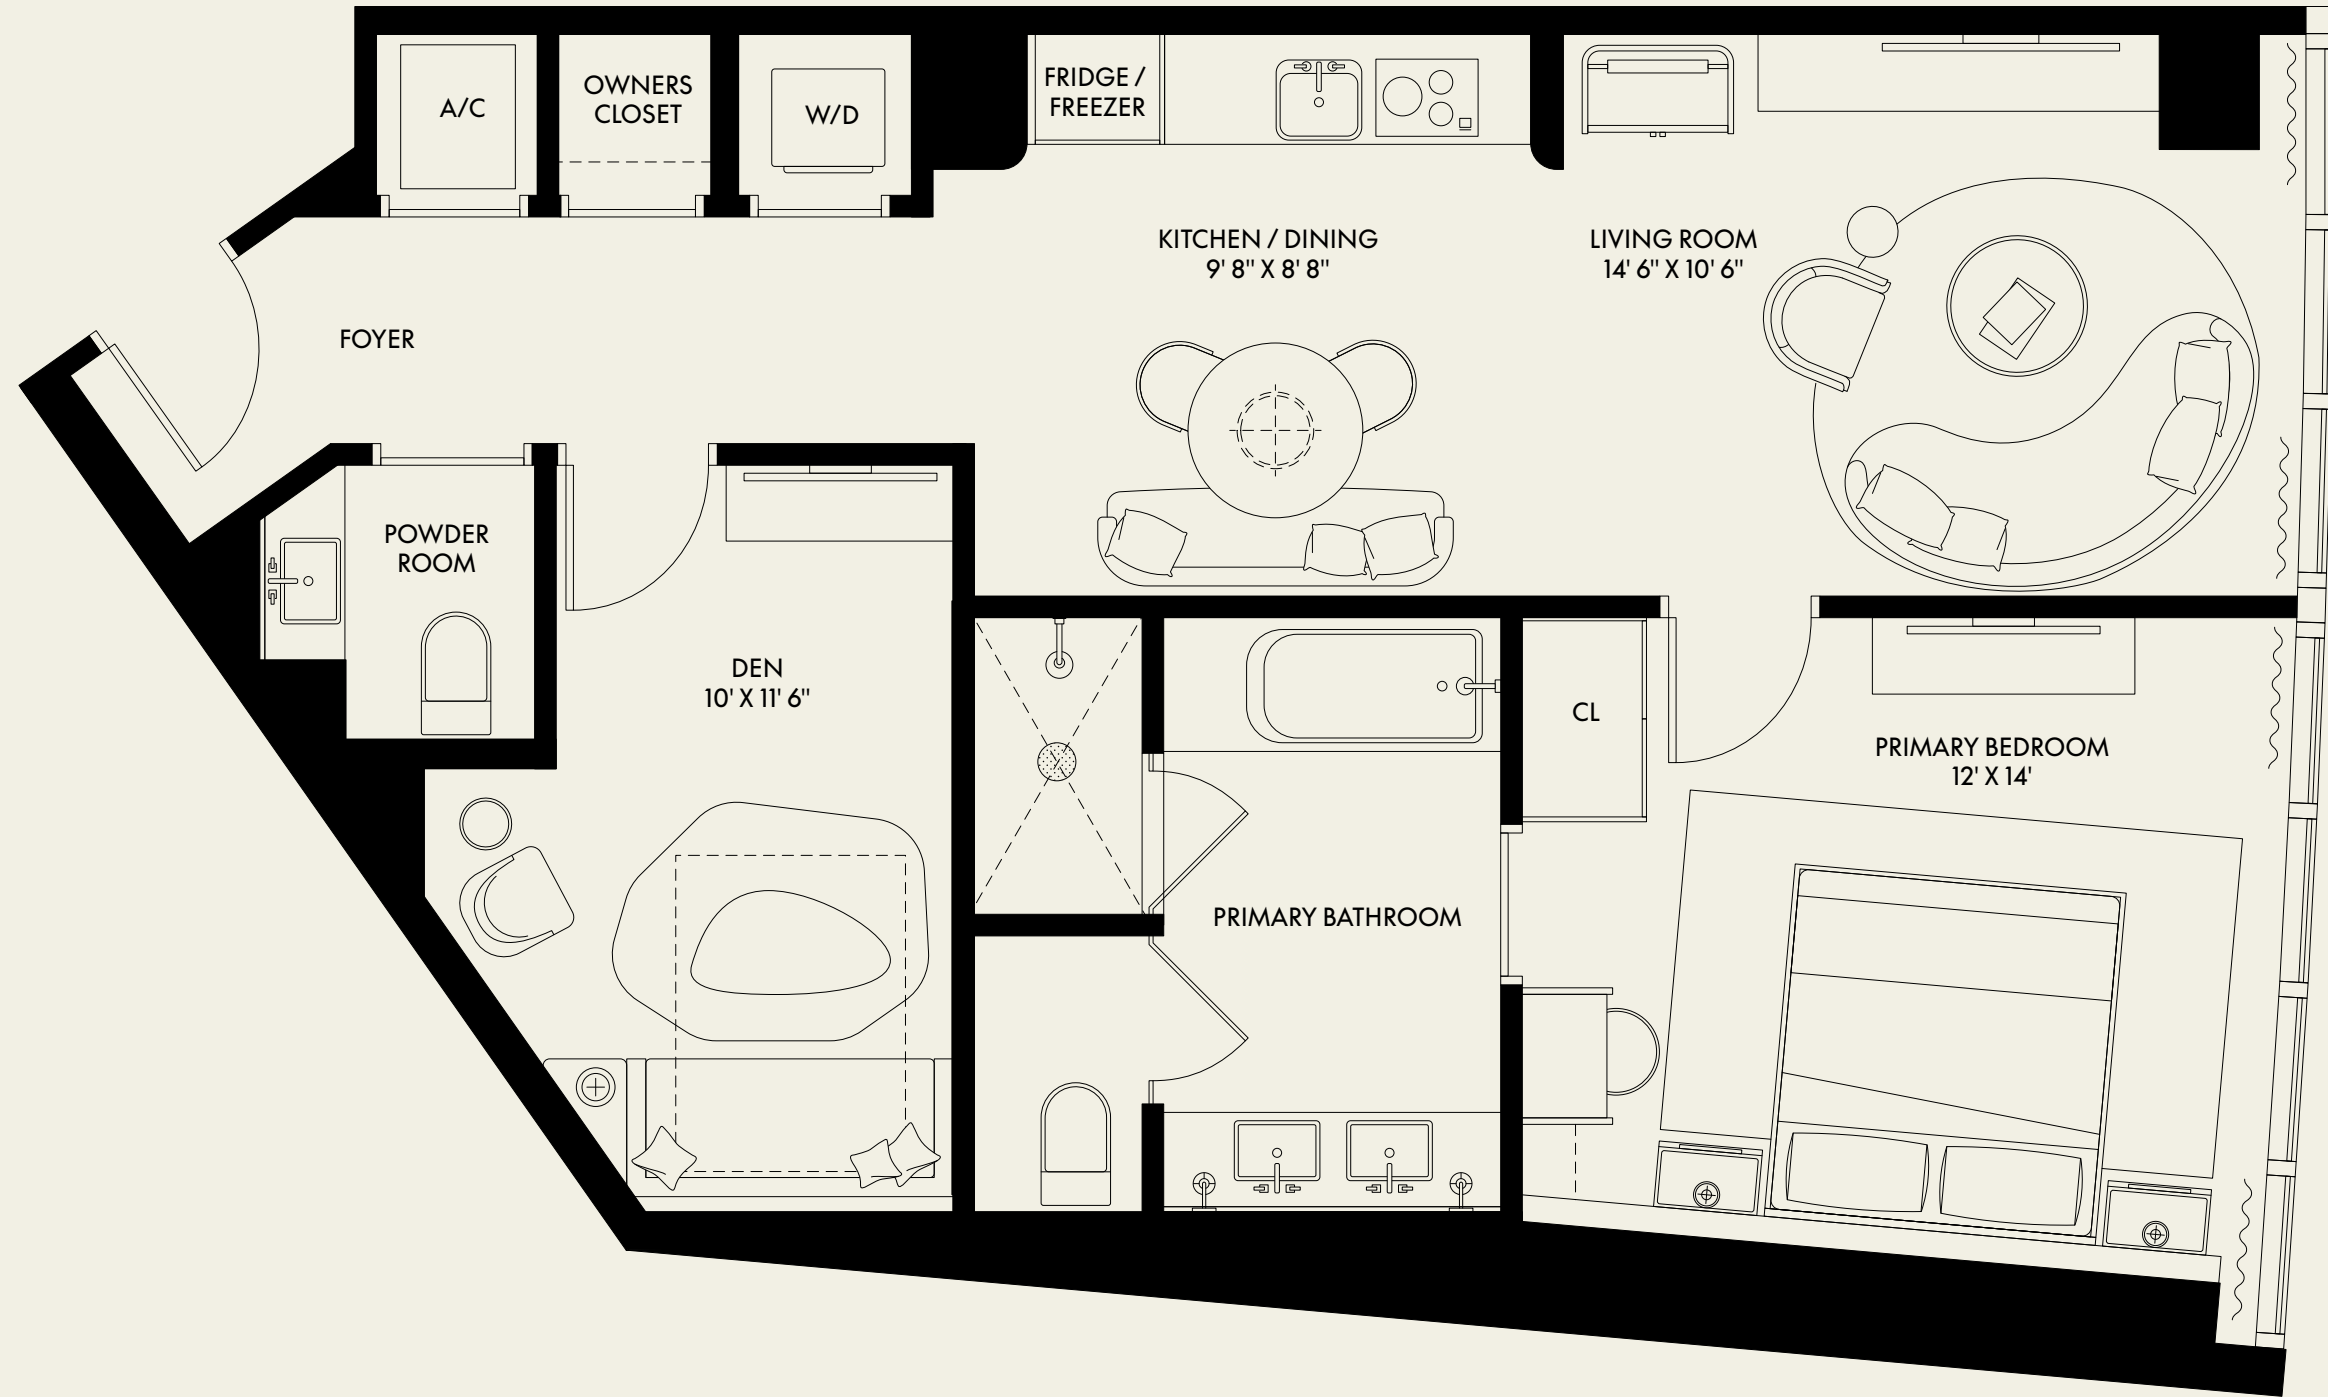 A/C
OWNERS
CLOSET
W/D
FRIDGE /
FREEZER
KITCHEN / DINING
9' 8" X 8' 8"
LIVING ROOM
14' 6" X 10' 6"
FOYER
POWDER
ROOM
DEN
10' X 11' 6"
CL
PRIMARY BEDROOM
12' X 14'
PRIMARY BATHROOM